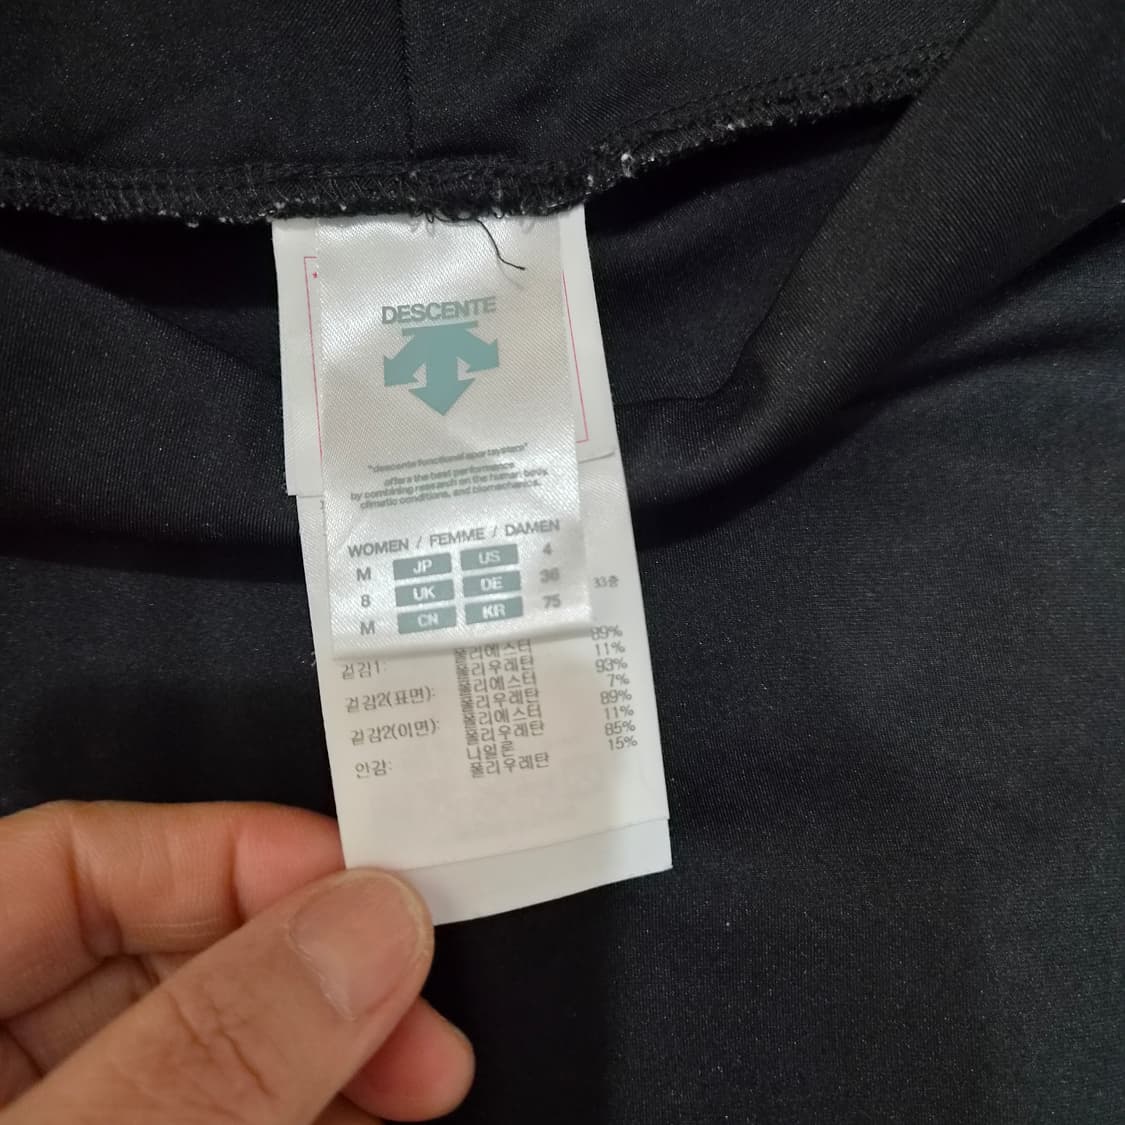 DESCENTE
"descente functional sportsystem"
offers the best performance
by combining research on the human body,
climatic conditions, and biomechanics.
WOMEN / FEMME / DAMEN
M JP US 4
8 UK DE 36
M CN KR 75
33종
폴리에스터 89%
겉감1: 폴리우레탄 11%
폴리에스터 93%
겉감2(표면): 폴리우레탄 7%
폴리에스터 89%
겉감2(이면): 폴리우레탄 11%
나일론 85%
안감: 폴리우레탄 15%